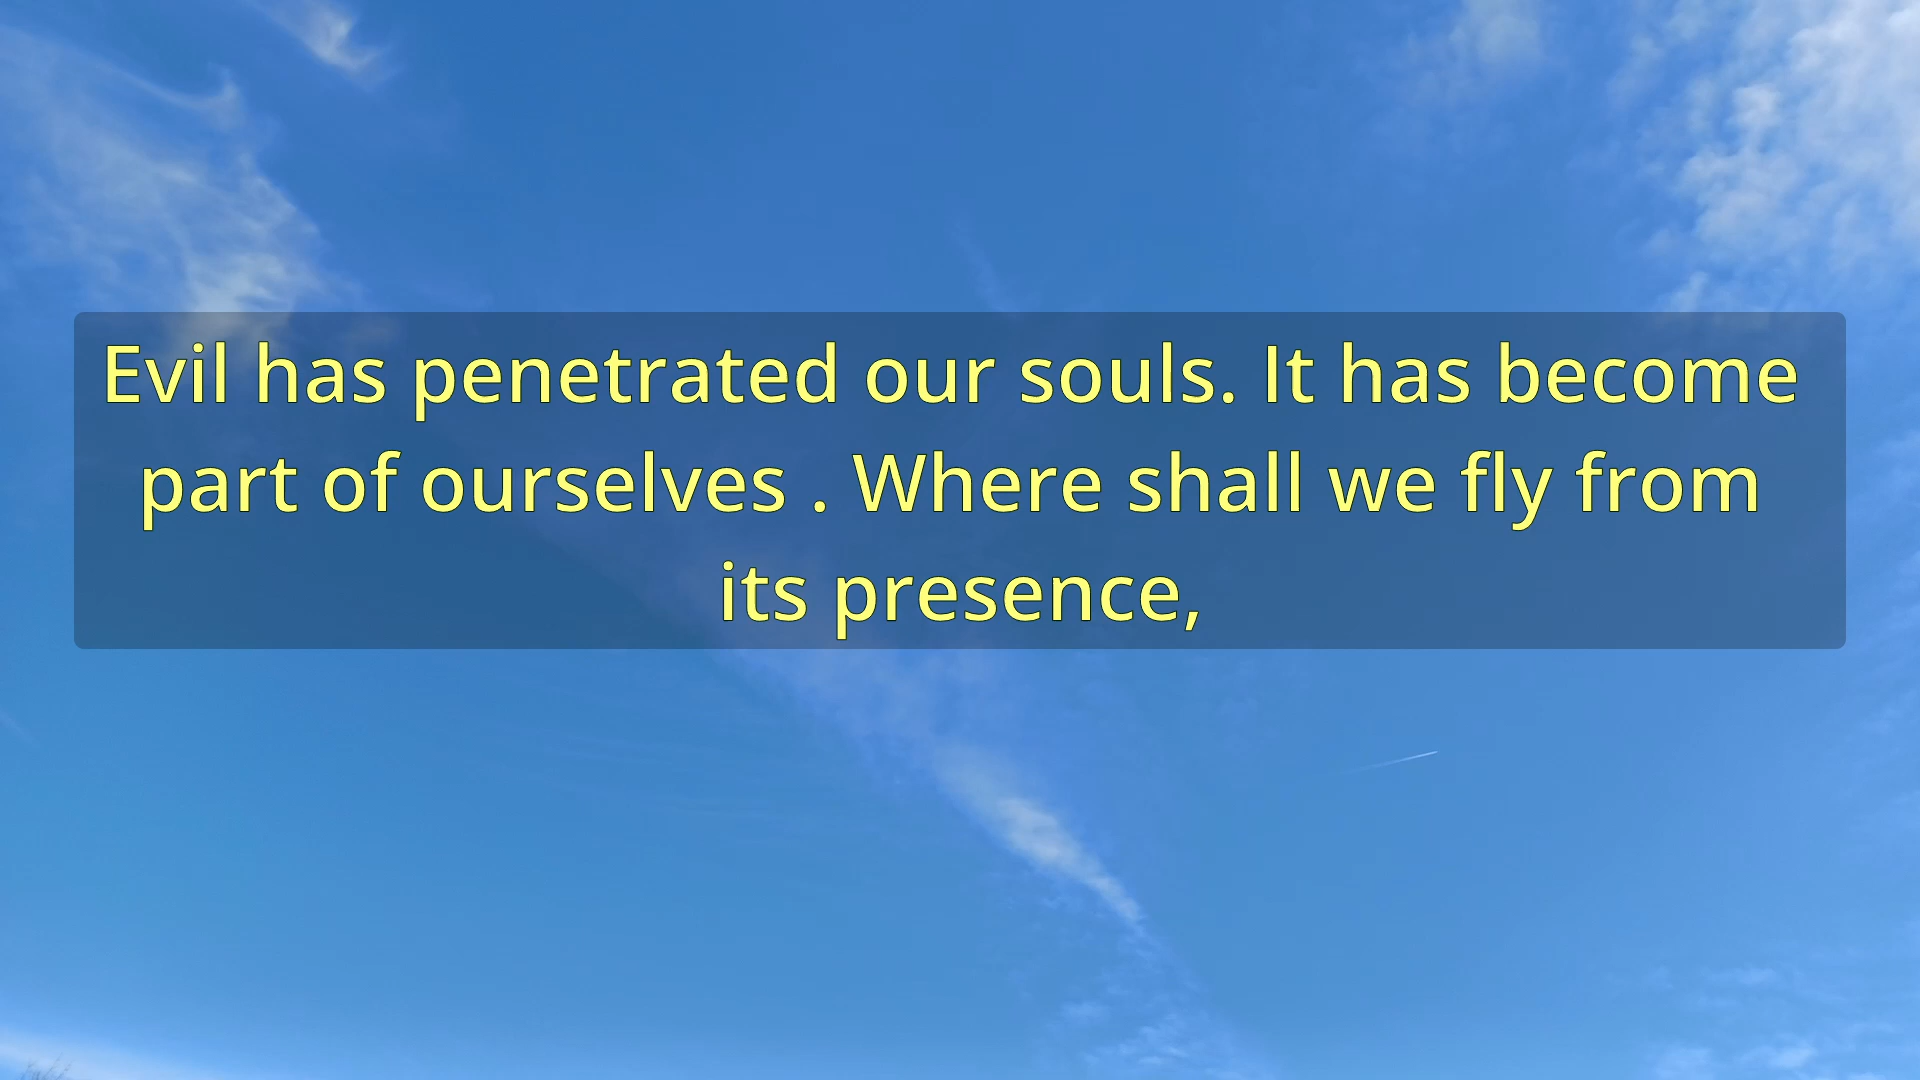 Evil has penetrated our souls. It has become
part of ourselves . Where shall we fly from
its presence,